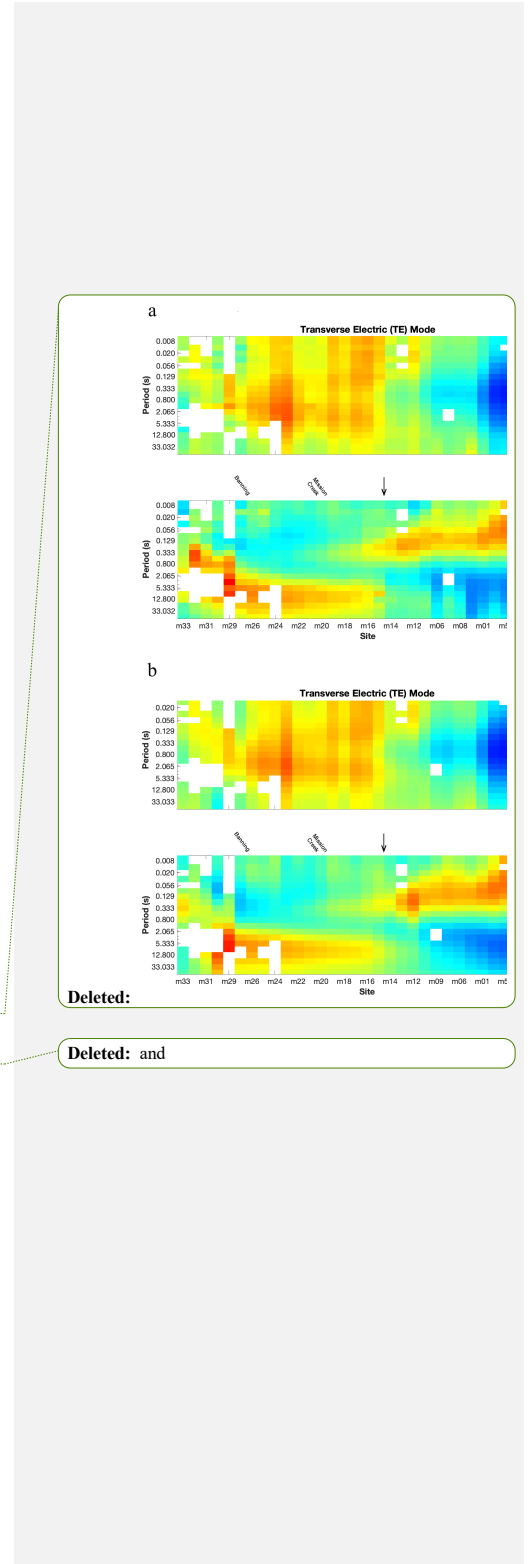 a
Transverse Electric (TE) Mode
0.008
0.020
0.056
0.129
0.333
0.800
2.065
5.333
12.800
33.032
Period (s)
Banning
Mission
Creek
0.008
0.020
0.056
0.129
0.333
0.800
2.065
5.333
12.800
33.032
Period (s)
m33 m31 m29 m26 m24 m22 m20 m18 m16 m14 m12 m09 m06 m08 m01
Site
b
Transverse Electric (TE) Mode
0.020
0.056
0.129
0.333
0.800
2.065
5.333
12.800
33.033
Period (s)
Banning
Mission
Creek
0.008
0.020
0.056
0.129
0.333
0.800
2.065
5.333
12.800
33.033
Period (s)
m33 m31 m29 m26 m24 m22 m20 m18 m16 m14 m12 m09 m06 m08 m01
Site
Deleted:
Deleted: and